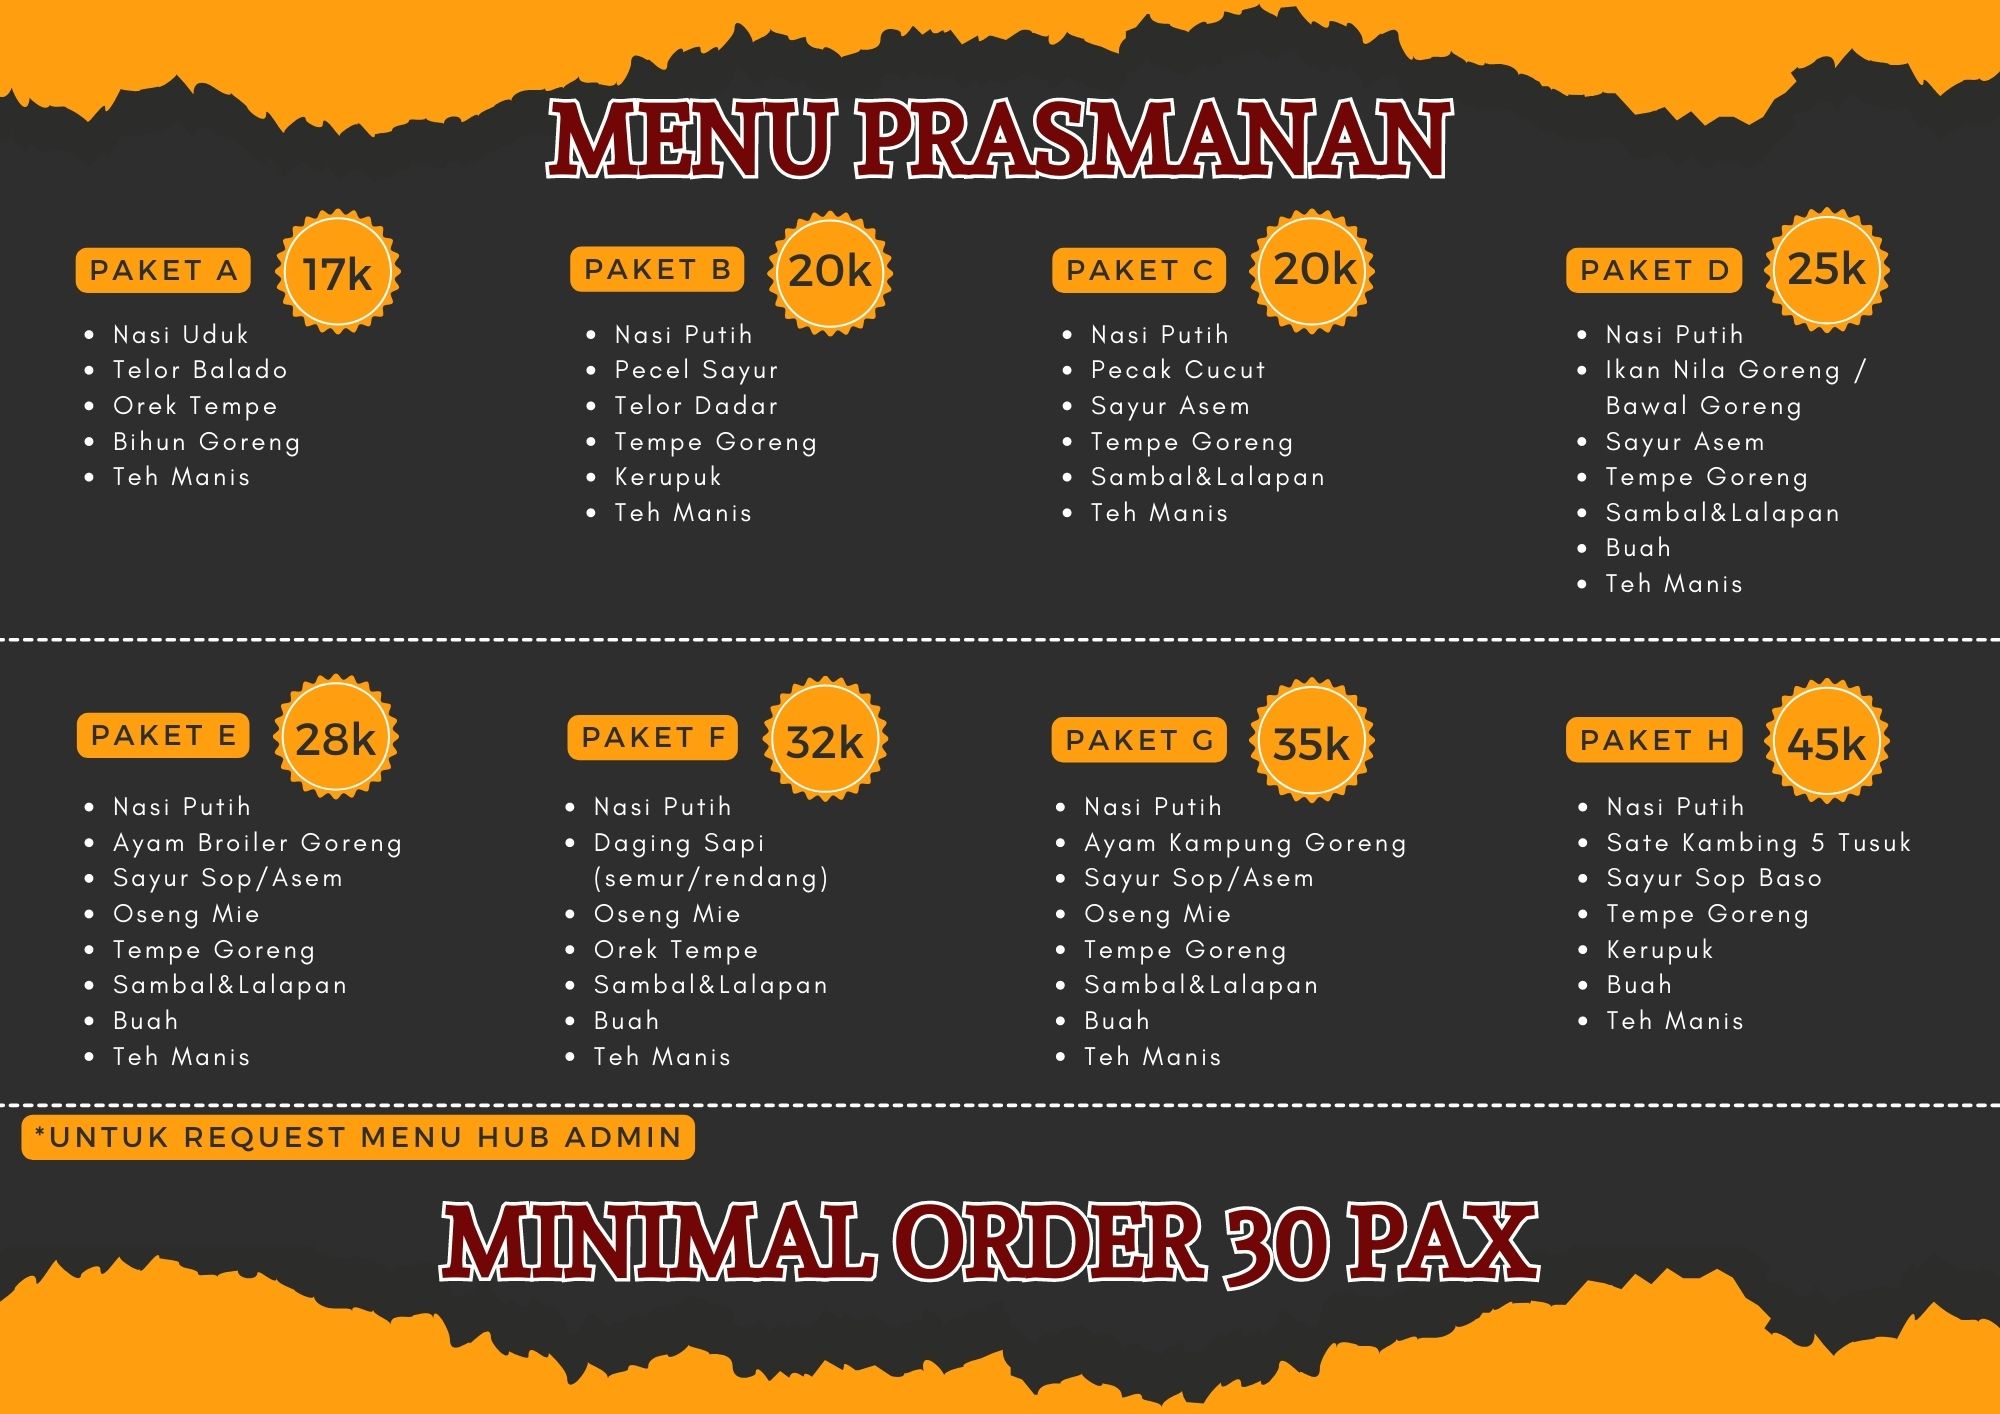 MENU PRASMANAN
PAKET A
17k
Nasi Uduk
Telor Balado
Orek Tempe
Bihun Goreng
Teh Manis
PAKET B
20k
Nasi Putih
Pecel Sayur
Telor Dadar
Tempe Goreng
Kerupuk
Teh Manis
PAKET C
20k
Nasi Putih
Pecak Cucut
Sayur Asem
Tempe Goreng
Sambal&Lalapan
Teh Manis
PAKET D
25k
Nasi Putih
Ikan Nila Goreng /
Bawal Goreng
Sayur Asem
Tempe Goreng
Sambal&Lalapan
Buah
Teh Manis
PAKET E
28k
Nasi Putih
Ayam Broiler Goreng
Sayur Sop/Asem
Oseng Mie
Tempe Goreng
Sambal&Lalapan
Buah
Teh Manis
PAKET F
32k
Nasi Putih
Daging Sapi
(semur/rendang)
Oseng Mie
Orek Tempe
Sambal&Lalapan
Buah
Teh Manis
PAKET G
35k
Nasi Putih
Ayam Kampung Goreng
Sayur Sop/Asem
Oseng Mie
Tempe Goreng
Sambal&Lalapan
Buah
Teh Manis
PAKET H
45k
Nasi Putih
Sate Kambing 5 Tusuk
Sayur Sop Baso
Tempe Goreng
Kerupuk
Buah
Teh Manis
*UNTUK REQUEST MENU HUB ADMIN
MINIMAL ORDER 30 PAX